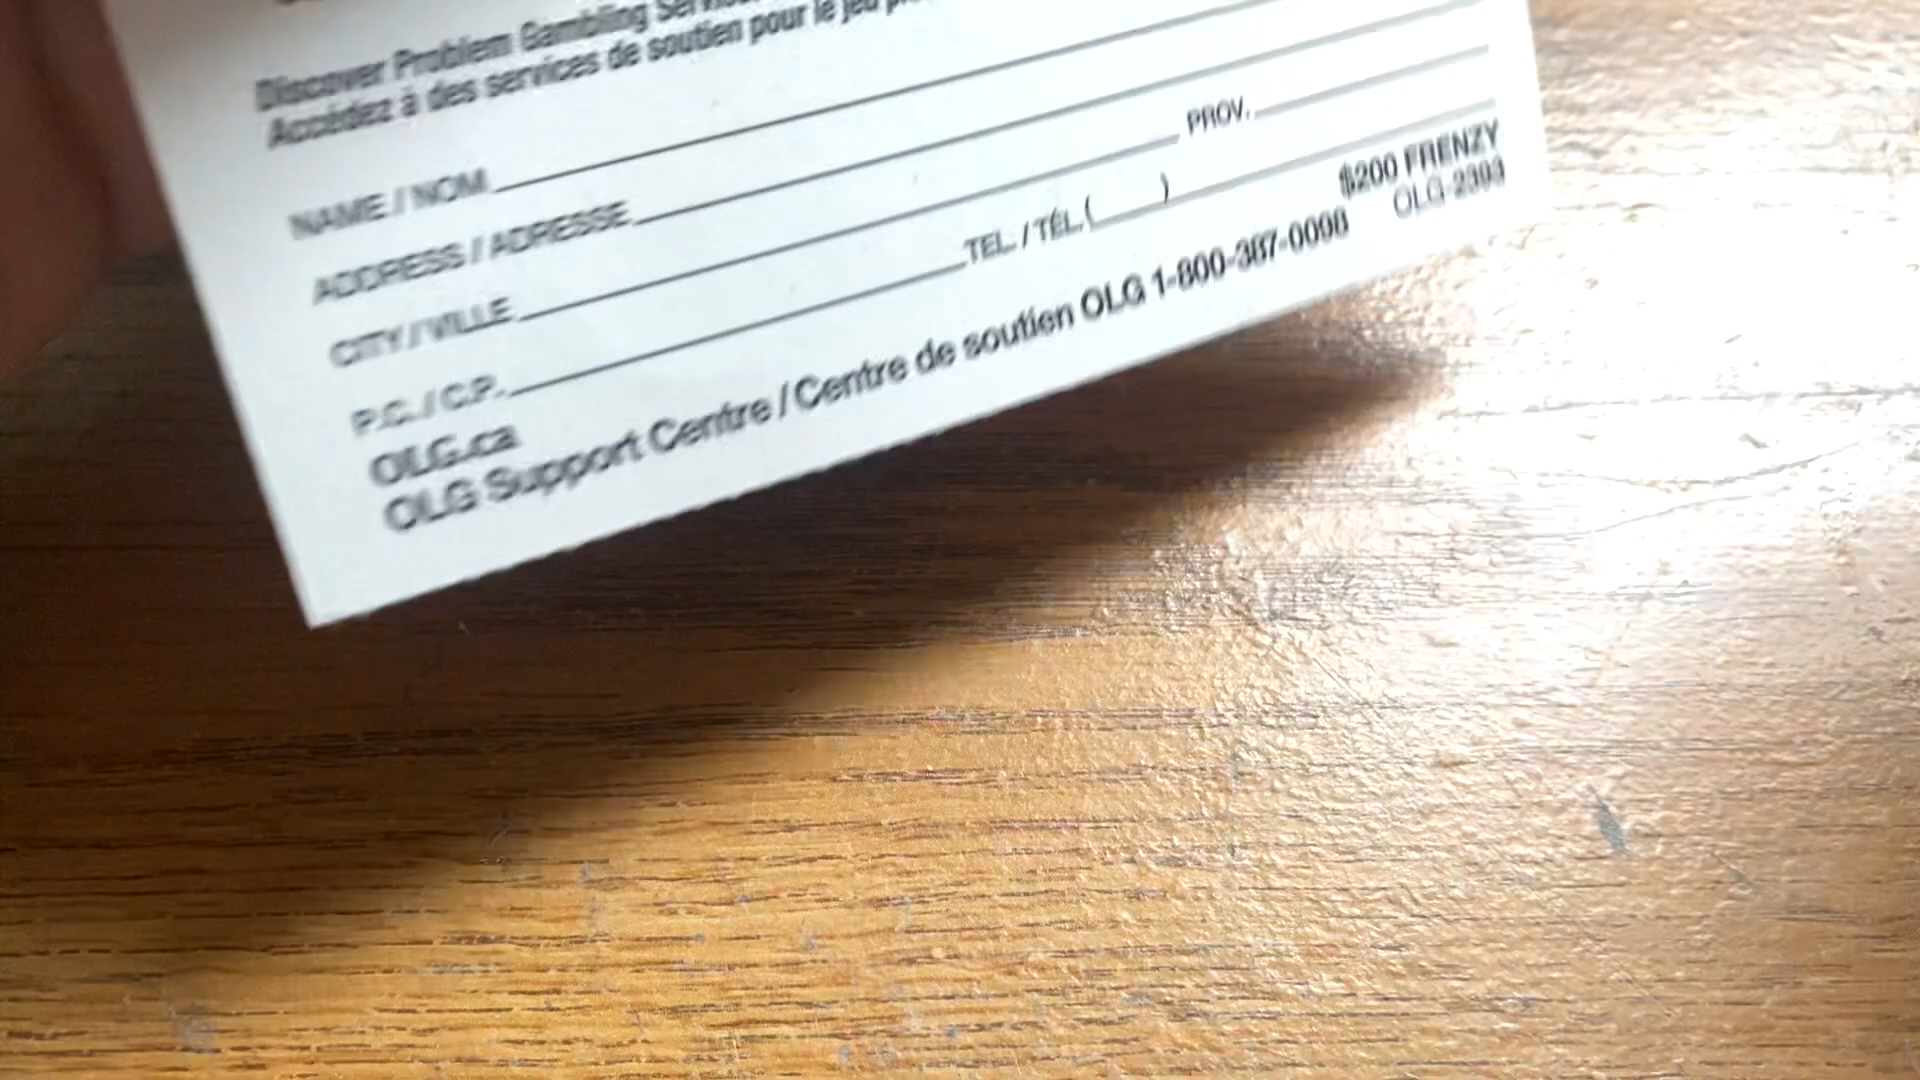 Discover Problem Gambling
Accédez à des services de soutien pour le jeu
NAME / NOM
ADDRESS / ADRESSE
CITY / VILLE PROV.
P.C. / C.P. TEL. / TÉL. ( )
OLG.ca $200 FRENZY
OLG Support Centre / Centre de soutien OLG 1-800-387-0098 OLG-2393